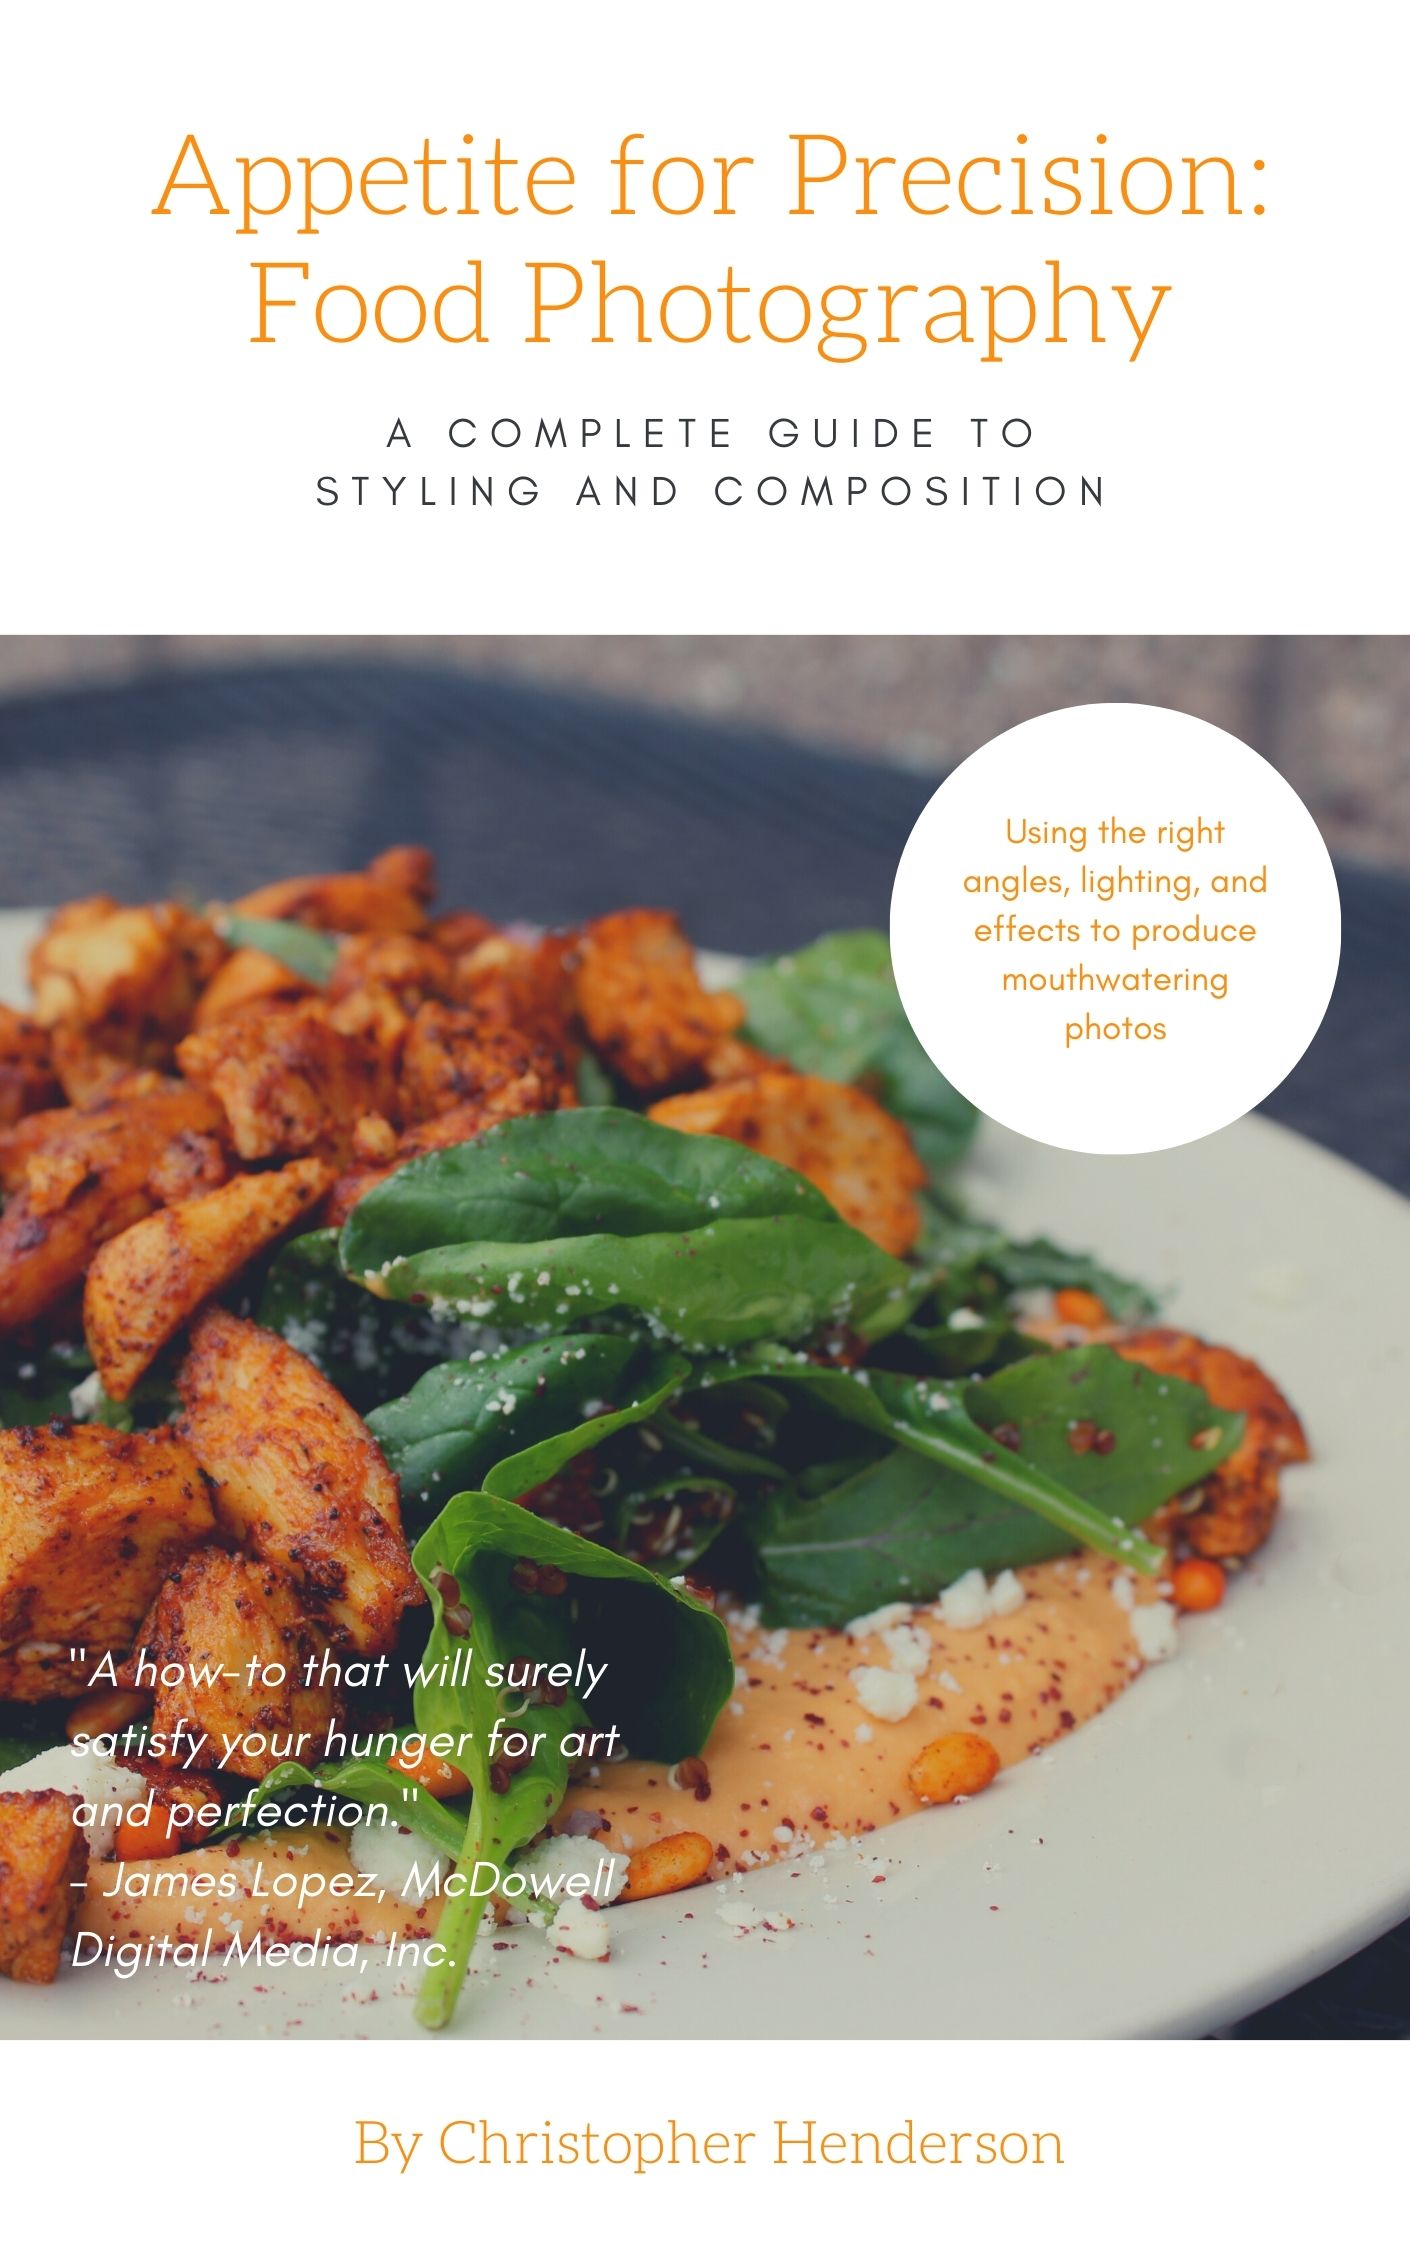 Appetite for Precision:
Food Photography
A COMPLETE GUIDE TO
STYLING AND COMPOSITION
Using the right
angles, lighting, and
effects to produce
mouthwatering
photos
"A how-to that will surely
satisfy your hunger for art
and perfection."
- James Lopez, McDowell
Digital Media, Inc.
By Christopher Henderson